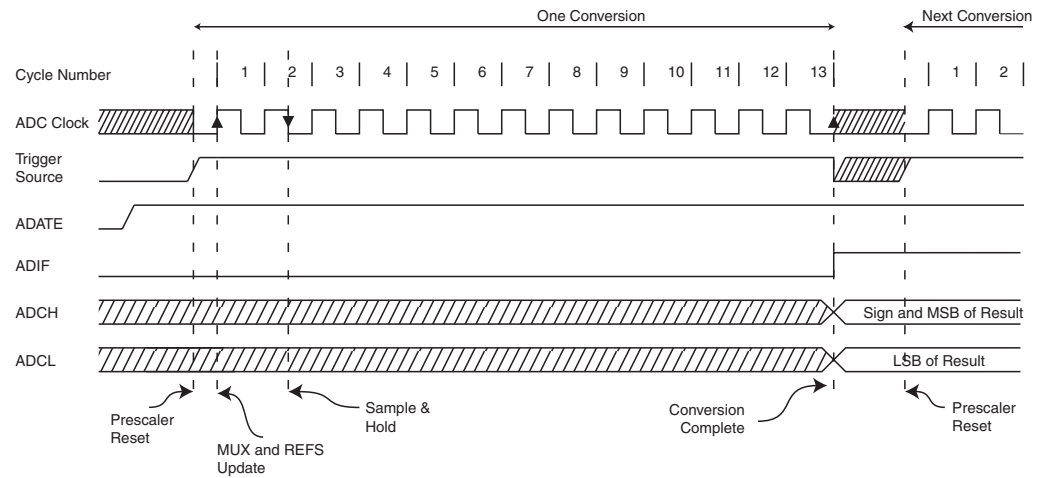 One Conversion
Next Conversion
Cycle Number
1 2 3 4 5 6 7 8 9 10 11 12 13 1 2
ADC Clock
Trigger
Source
ADATE
ADIF
ADCH
Sign and MSB of Result
ADCL
LSB of Result
Prescaler
Reset
MUX and REFS
Update
Sample &
Hold
Conversion
Complete
Prescaler
Reset